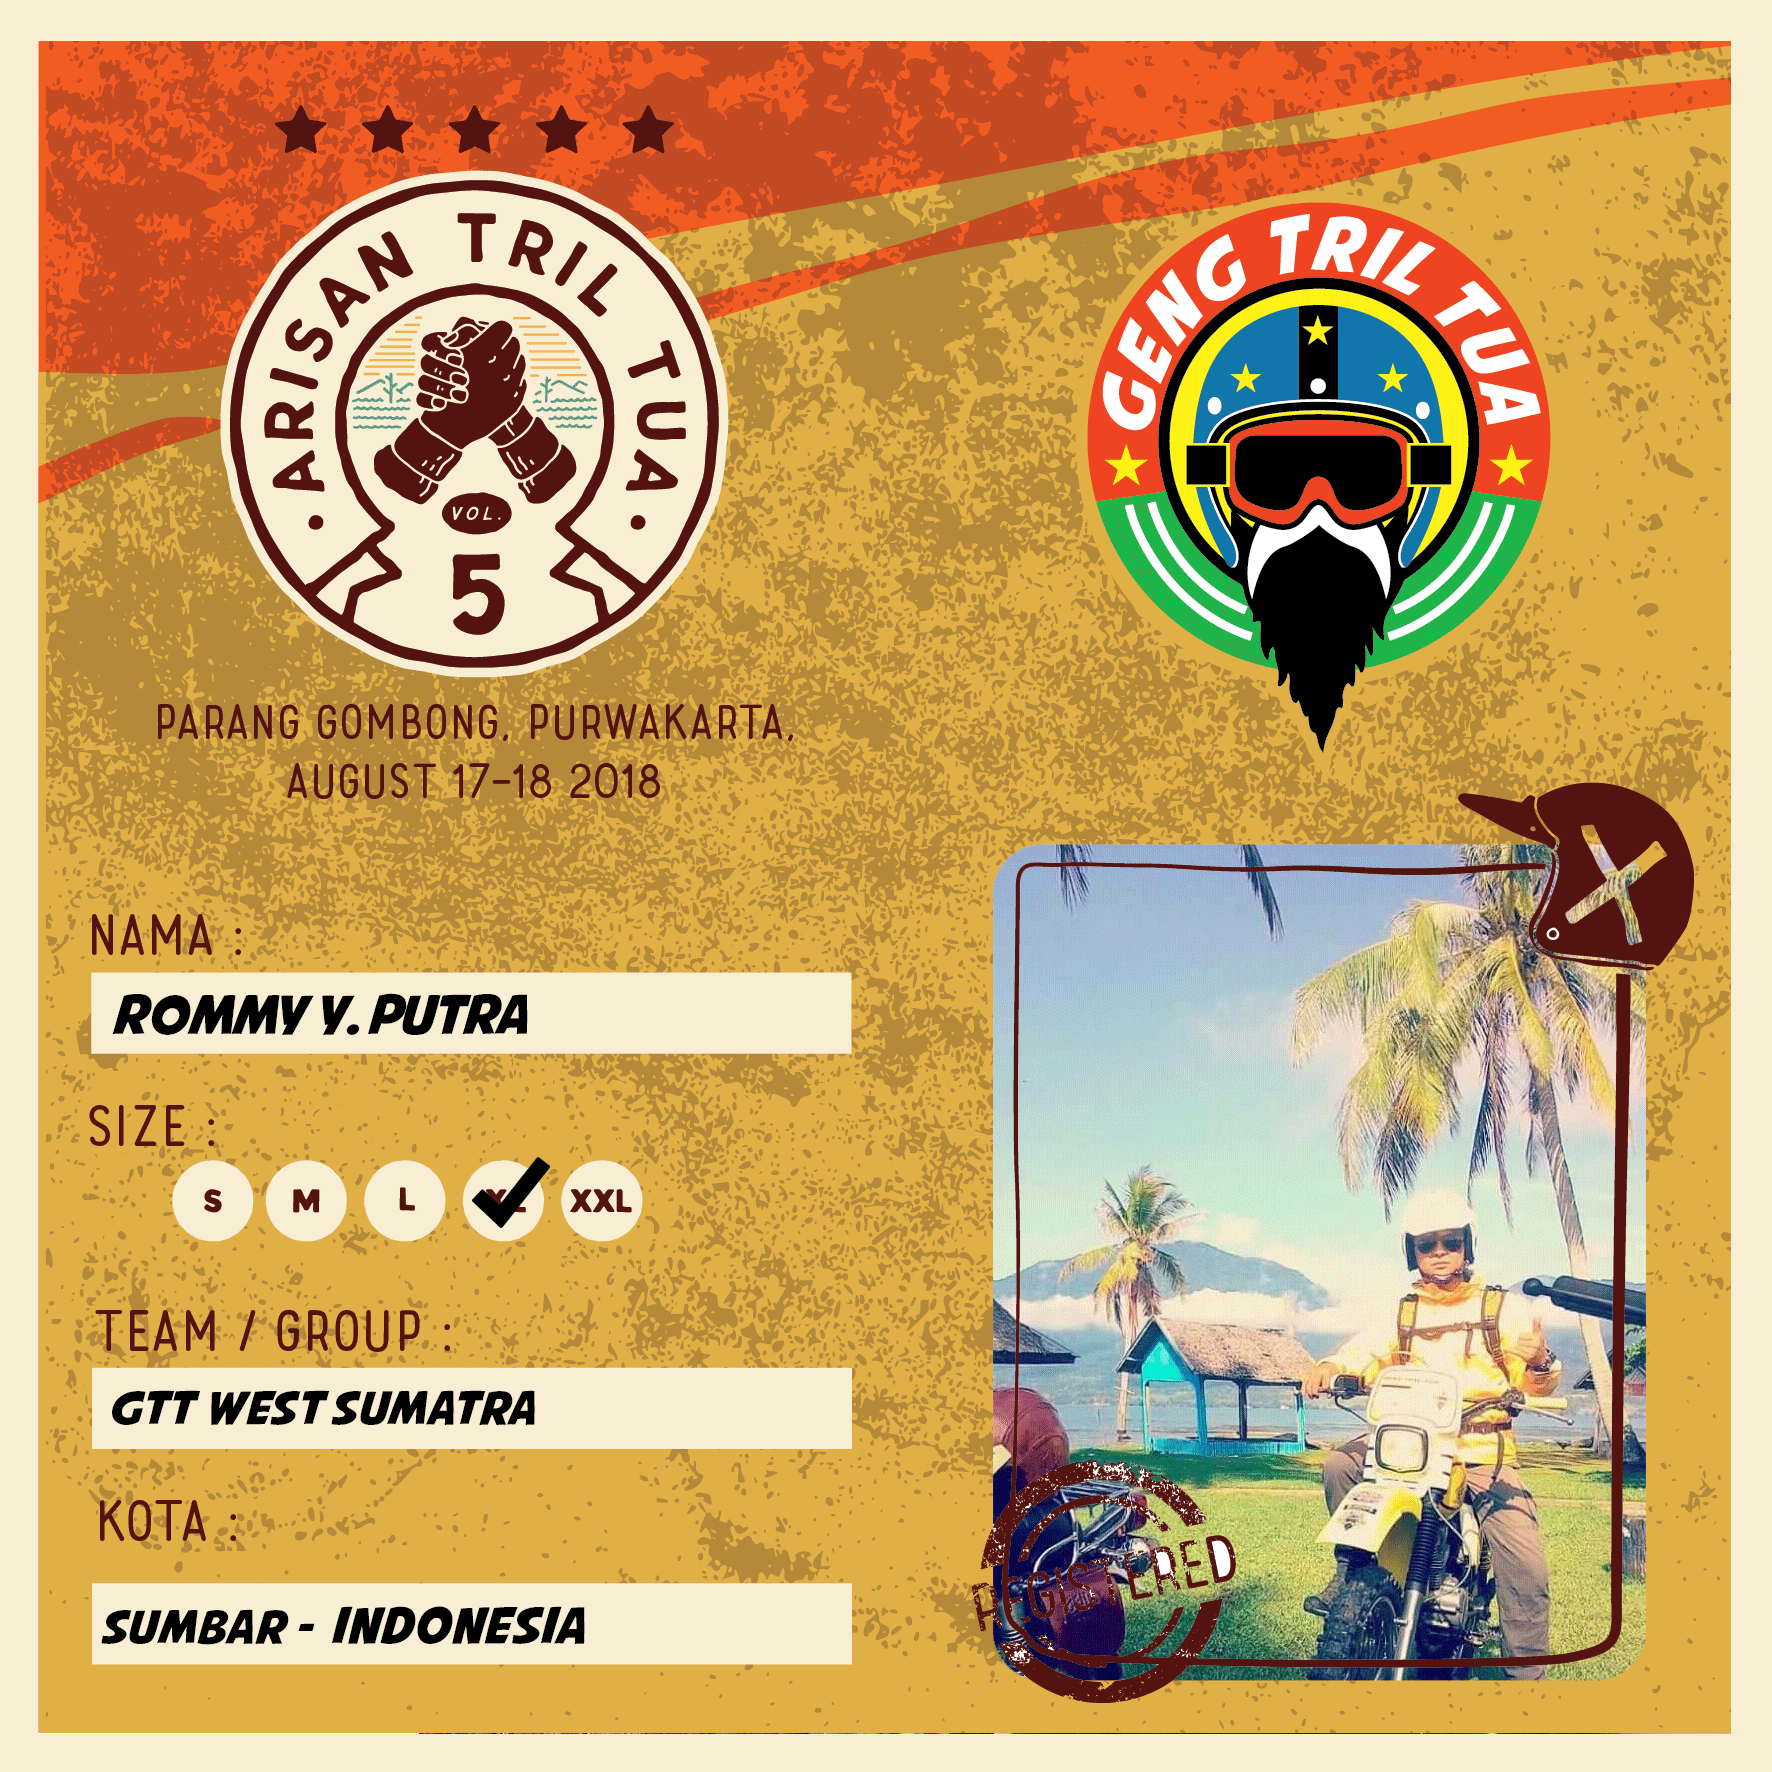 ARISAN TRIL TUA
VOL.
5
GENG TRIL TUA
PARANG GOMBONG, PURWAKARTA,
AUGUST 17-18 2018
NAMA :
ROMMY Y. PUTRA
SIZE :
S M L XL XXL
TEAM / GROUP :
GTT WEST SUMATRA
KOTA :
SUMBAR - INDONESIA
REGISTERED